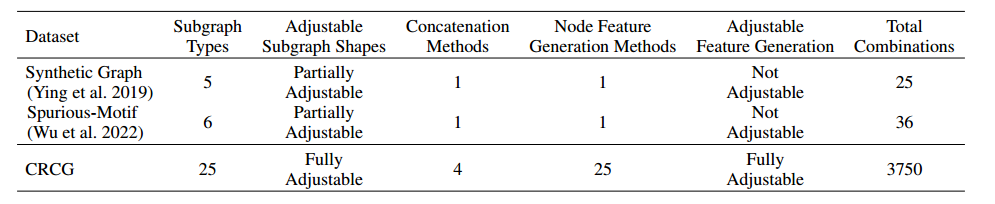 Dataset Subgraph Types Adjustable Subgraph Shapes Concatenation Methods Node Feature Generation Methods Adjustable Feature Generation Total Combinations
Synthetic Graph (Ying et al. 2019) 5 Partially Adjustable 1 1 Not Adjustable 25
Spurious-Motif (Wu et al. 2022) 6 Partially Adjustable 1 1 Not Adjustable 36
CRCG 25 Fully Adjustable 4 25 Fully Adjustable 3750